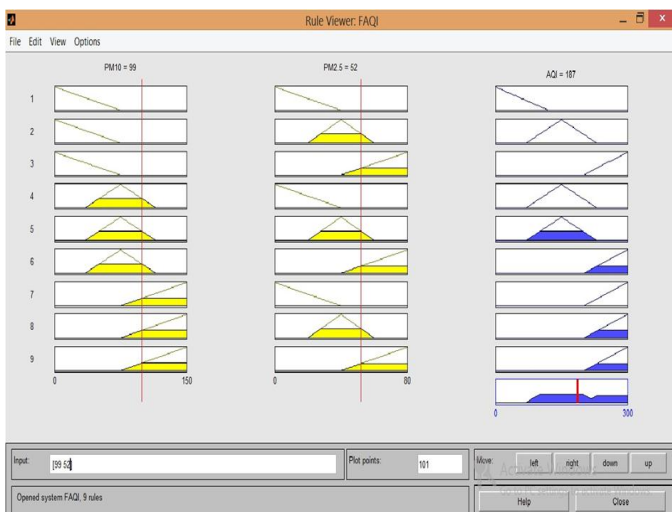 Rule Viewer: FAQI
File Edit View Options
PM10 = 99
PM2.5 = 52
AQI = 187
1
2
3
4
5
6
7
8
9
0 150
0 80
0 300
Input:
[99 52]
Plot points:
101
Move:
left
right
down
up
Opened system FAQI, 9 rules
Help
Close